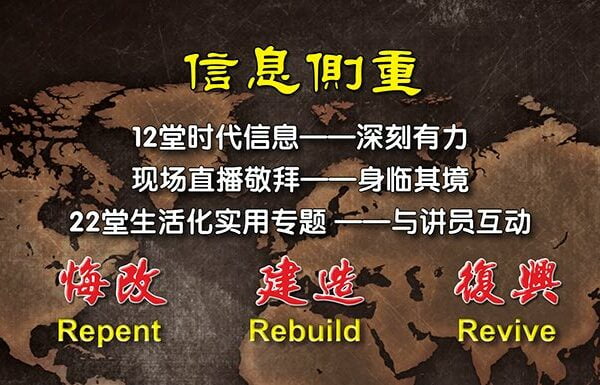 信息側重
12堂时代信息——深刻有力
现场直播敬拜——身临其境
22堂生活化实用专题 ——与讲员互动
悔改 建造 復興
Repent Rebuild Revive